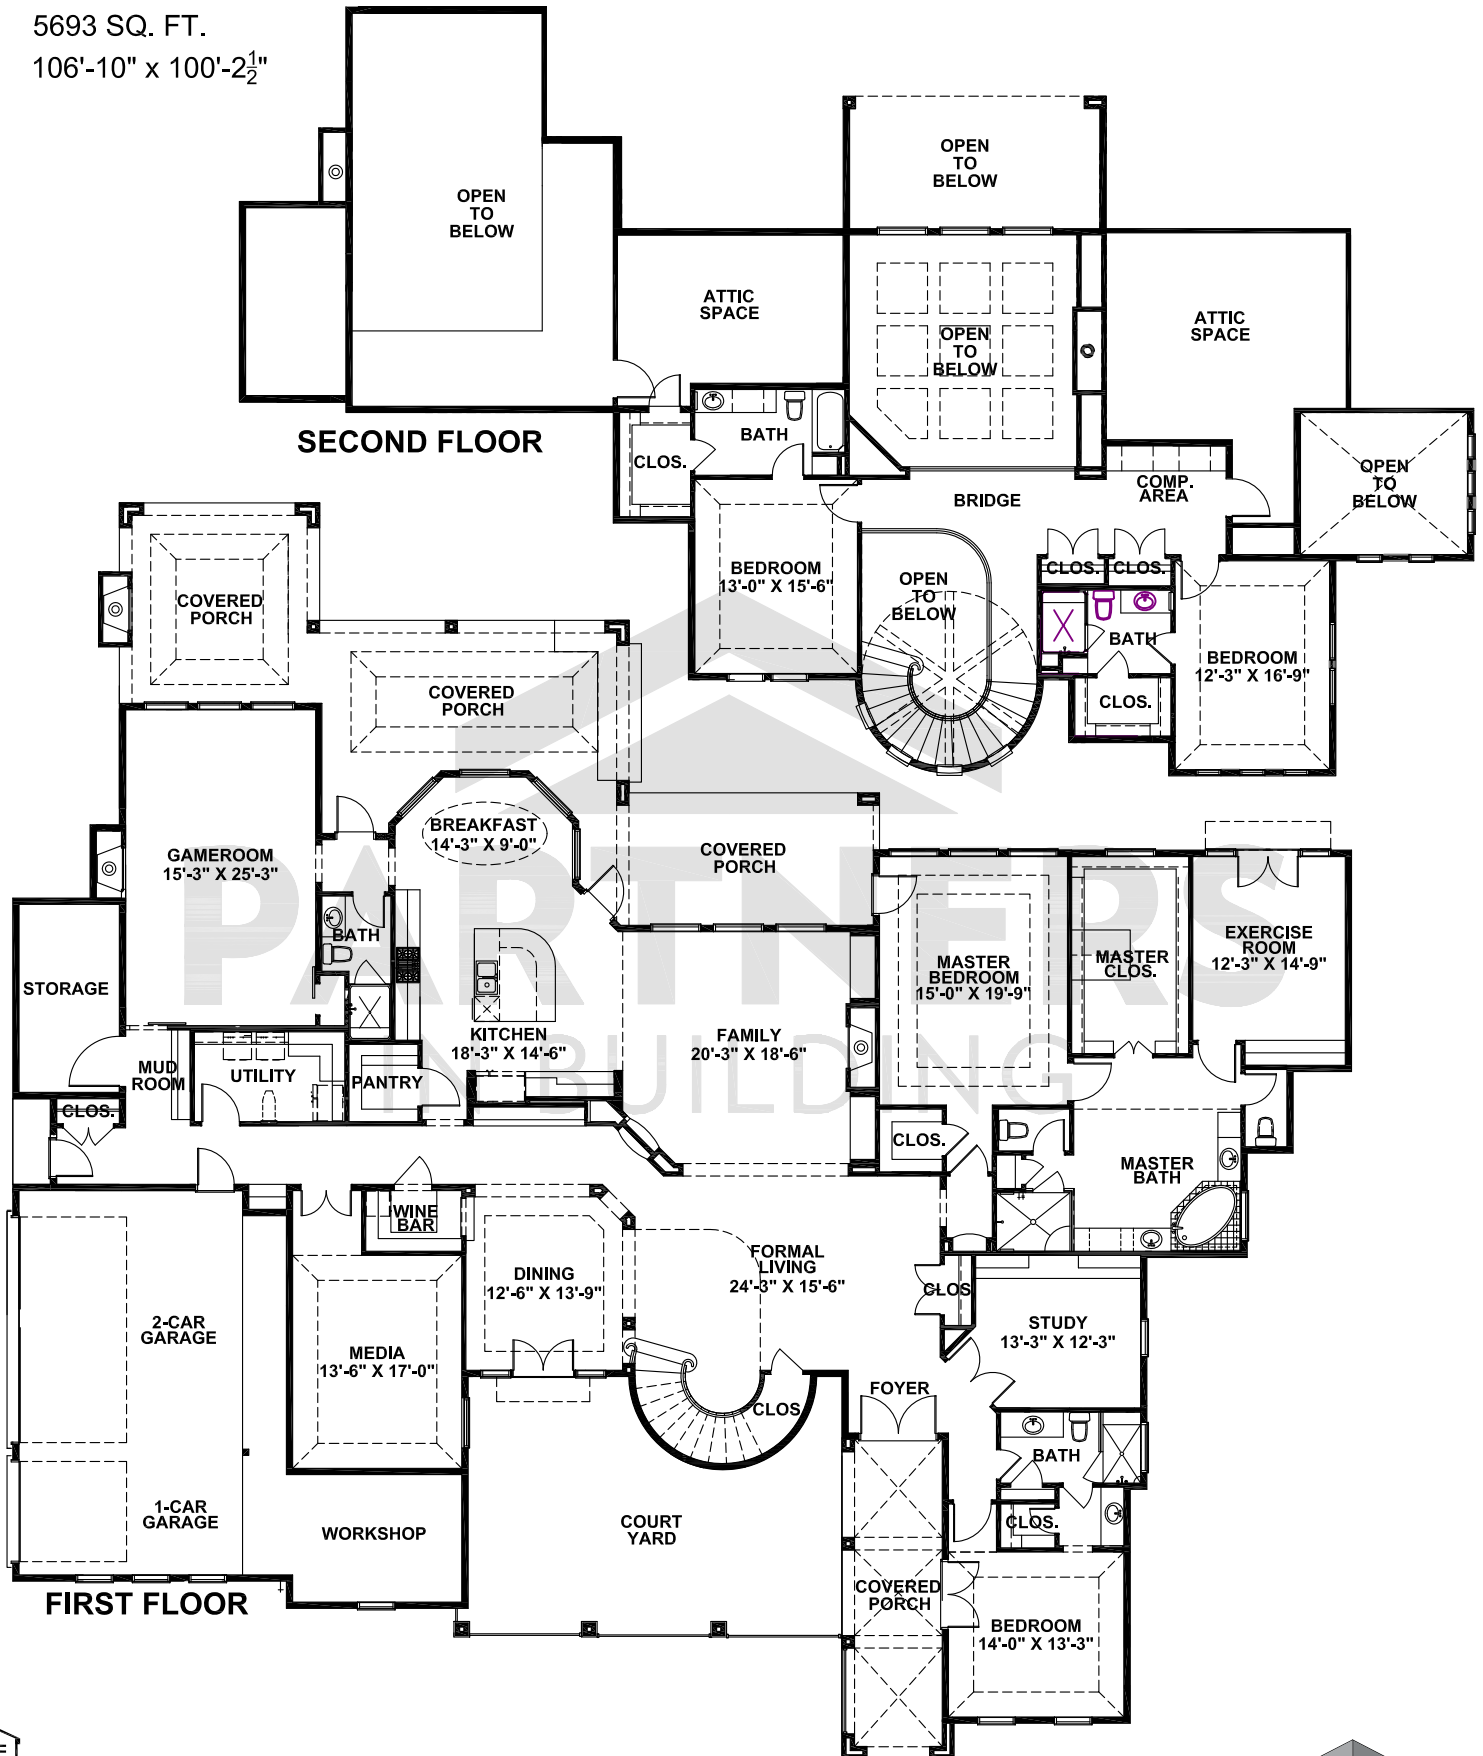 5693 SQ. FT.
106'-10" x 100'-2½"
OPEN
TO
BELOW
OPEN
TO
BELOW
ATTIC
SPACE
OPEN
TO
BELOW
ATTIC
SPACE
SECOND FLOOR
BATH
CLOS.
BRIDGE
COMP.
AREA
OPEN
TO
BELOW
BEDROOM
13'-0" X 15'-6"
OPEN
TO
BELOW
CLOS.
CLOS.
BATH
BEDROOM
12'-3" X 16'-9"
CLOS.
COVERED
PORCH
COVERED
PORCH
BREAKFAST
14'-3" X 9'-0"
GAMEROOM
15'-3" X 25'-3"
COVERED
PORCH
PARTNERS
IN BUILDING
BATH
STORAGE
MASTER
BEDROOM
15'-0" X 19'-9"
MASTER
CLOS.
EXERCISE
ROOM
12'-3" X 14'-9"
KITCHEN
18'-3" X 14'-6"
FAMILY
20'-3" X 18'-6"
MUD
ROOM
UTILITY
PANTRY
CLOS.
CLOS.
MASTER
BATH
WINE
BAR
DINING
12'-6" X 13'-9"
FORMAL
LIVING
24'-3" X 15'-6"
CLOS
2-CAR
GARAGE
MEDIA
13'-6" X 17'-0"
STUDY
13'-3" X 12'-3"
FOYER
CLOS
BATH
1-CAR
GARAGE
WORKSHOP
COURT
YARD
CLOS.
COVERED
PORCH
BEDROOM
14'-0" X 13'-3"
FIRST FLOOR